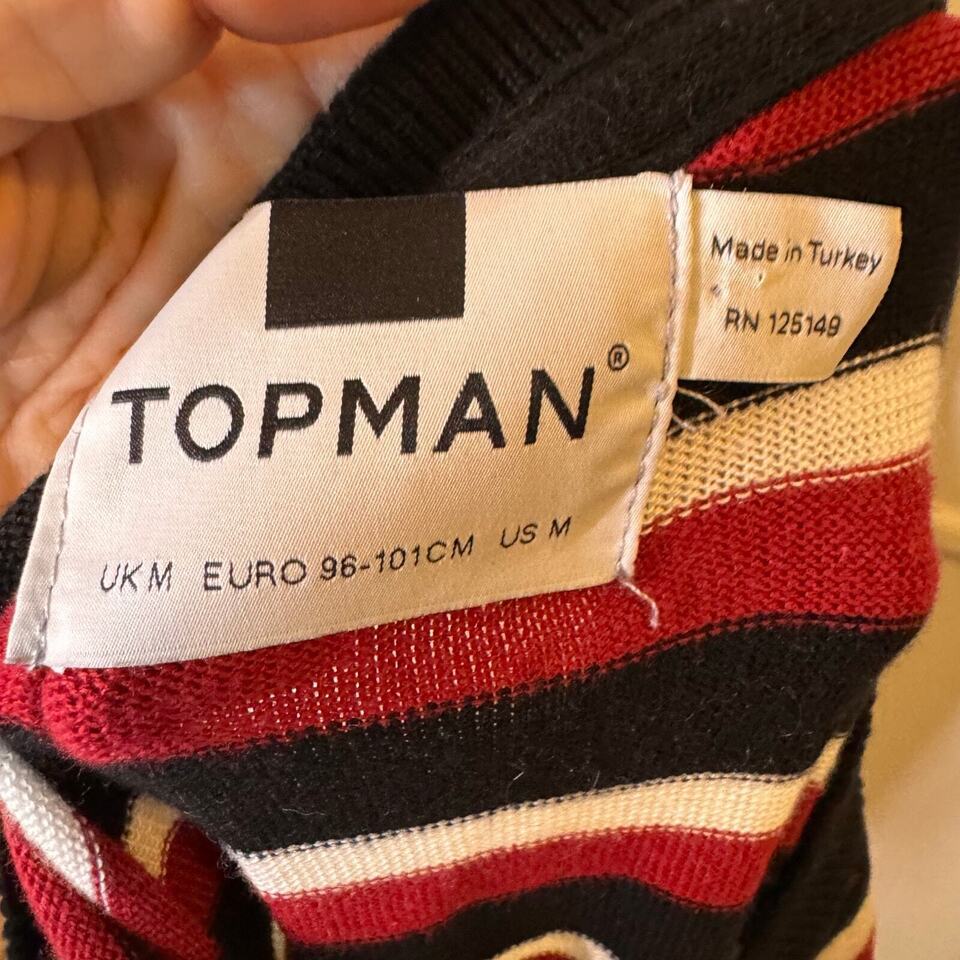 TOPMAN®
UK M EURO 96-101CM US M
Made in Turkey
RN 125149